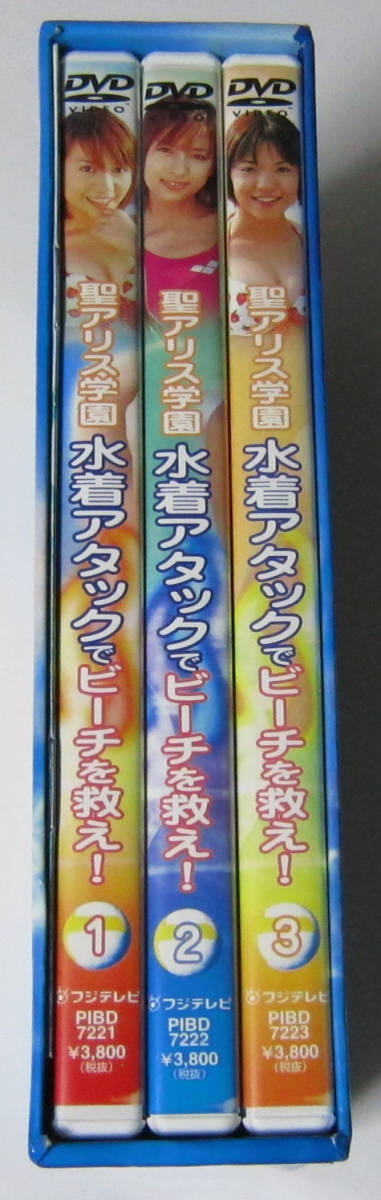 DVD
VIDEO
聖アリス学園
水着アタックで
ビーチを救え!
1
フジテレビ
PIBD
7221
¥3,800
(税抜)
DVD
VIDEO
聖アリス学園
水着アタックで
ビーチを救え!
2
フジテレビ
PIBD
7222
¥3,800
(税抜)
DVD
VIDEO
聖アリス学園
水着アタックで
ビーチを救え!
3
フジテレビ
PIBD
7223
¥3,800
(税抜)